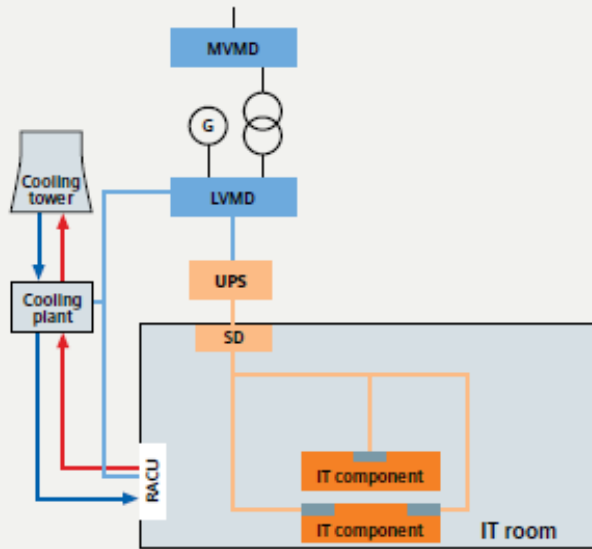 MVMD
G
Cooling
tower
LVMD
UPS
Cooling
plant
SD
RACU
IT component
IT component
IT room